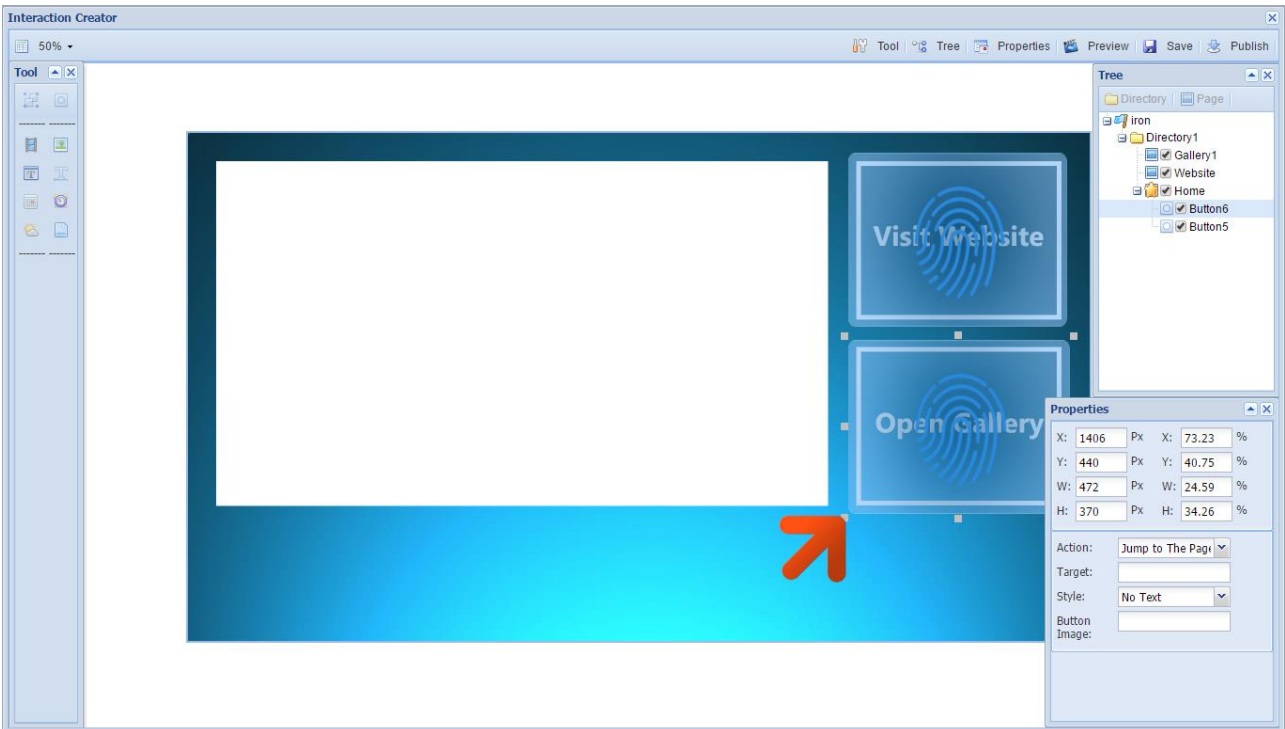 Interaction Creator
50%
Tool Tree Properties Preview Save Publish
Tool
Tree
Directory Page
iron
Directory1
Gallery1
Website
Home
Button6
Button5
Visit Website
Open Gallery
Properties
X: 1406 Px X: 73.23 %
Y: 440 Px Y: 40.75 %
W: 472 Px W: 24.59 %
H: 370 Px H: 34.26 %
Action: Jump to The Page
Target:
Style: No Text
Button
Image: